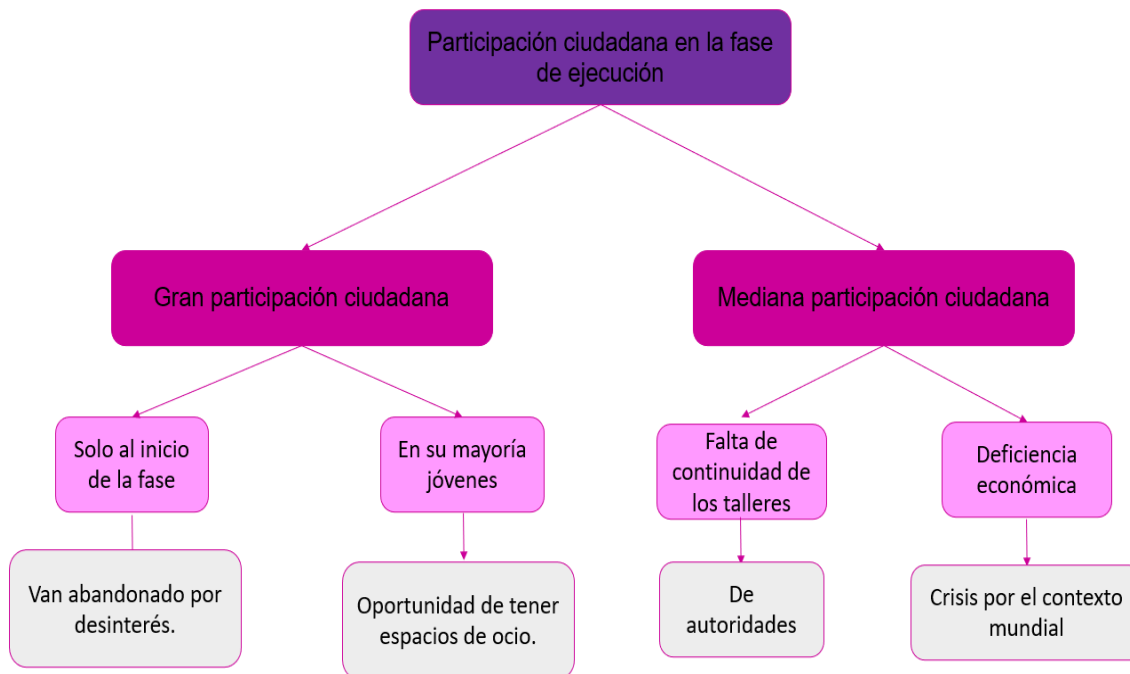 Participación ciudadana en la fase
de ejecución
Gran participación ciudadana
Mediana participación ciudadana
Solo al inicio
de la fase
En su mayoría
jóvenes
Falta de
continuidad de
los talleres
Deficiencia
económica
Van abandonado por
desinterés.
Oportunidad de tener
espacios de ocio.
De
autoridades
Crisis por el contexto
mundial